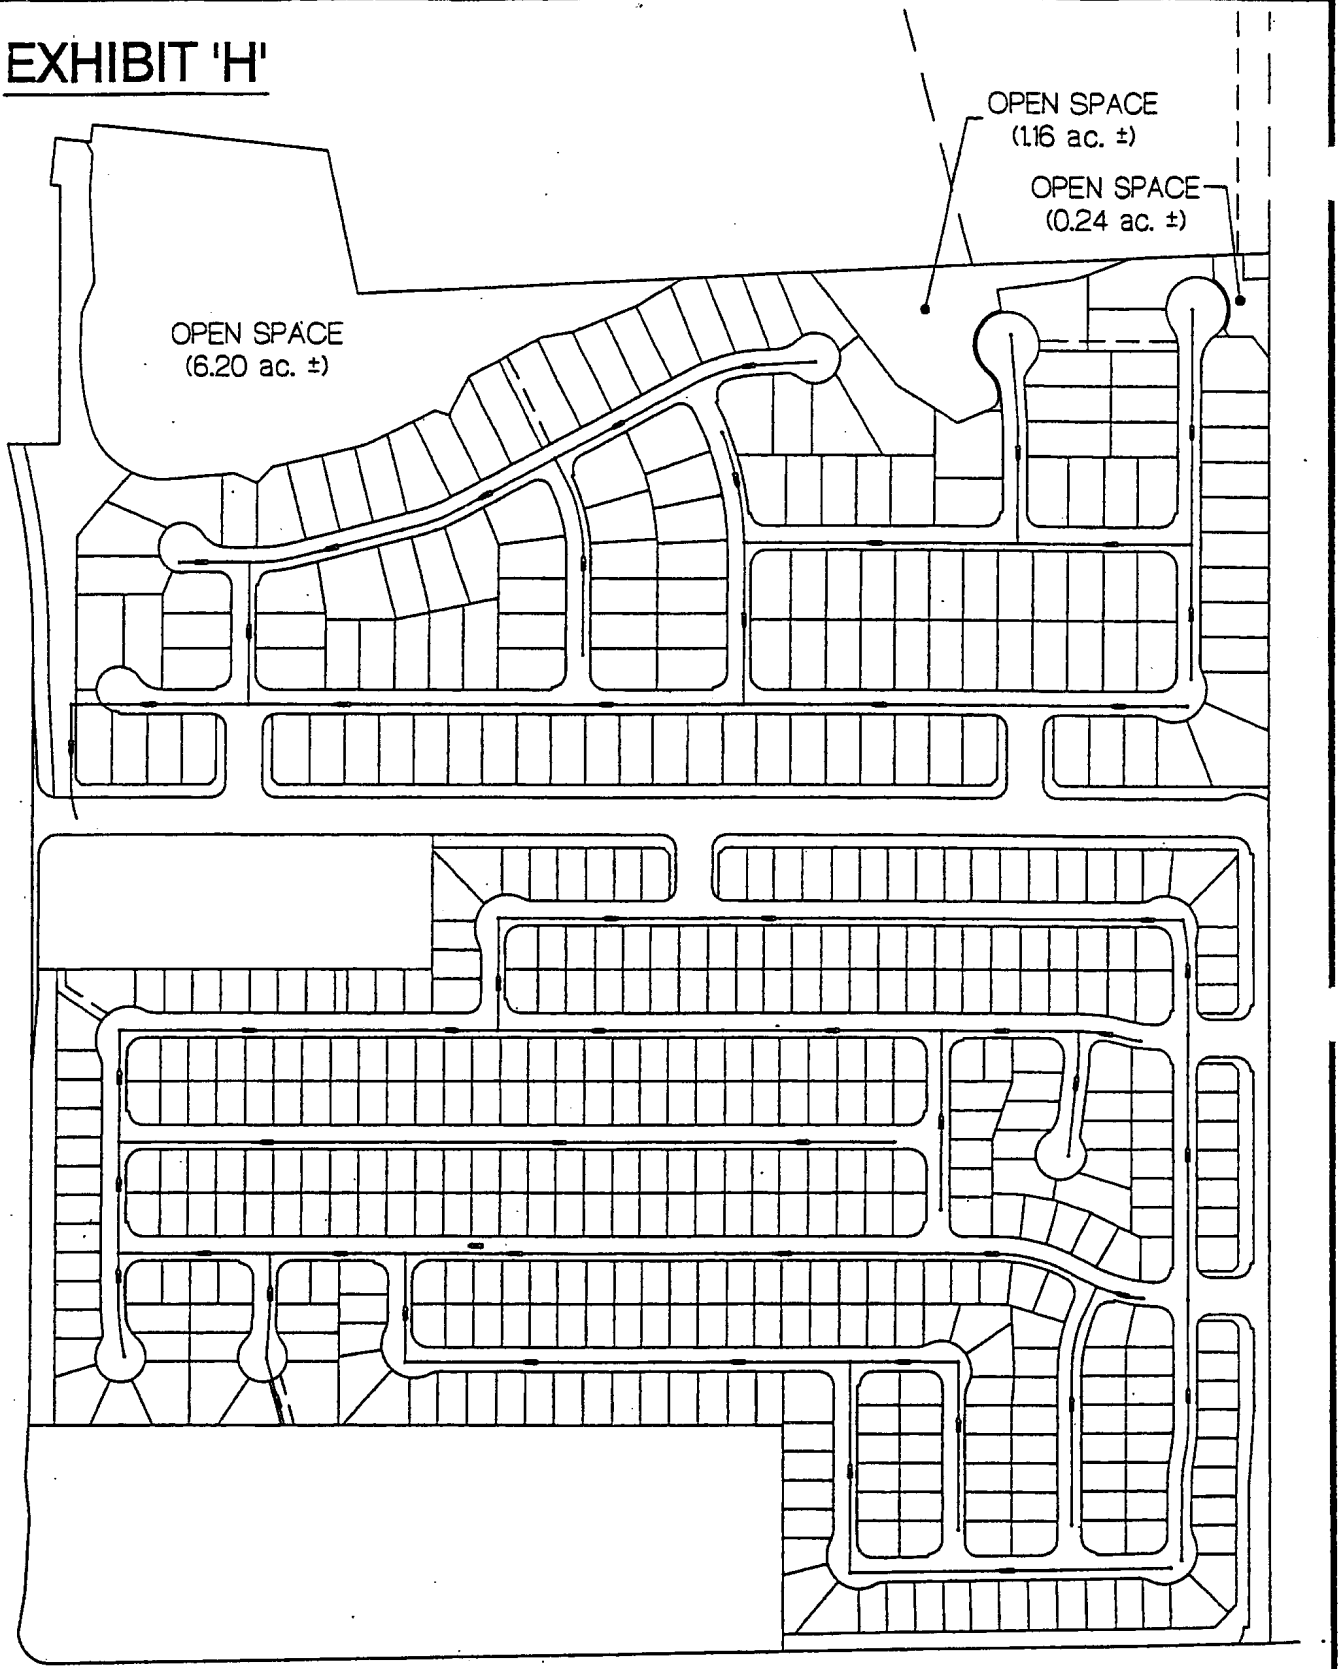 EXHIBIT 'H'
OPEN SPACE
(1.16 ac. ±)
OPEN SPACE
(0.24 ac. ±)
OPEN SPACE
(6.20 ac. ±)